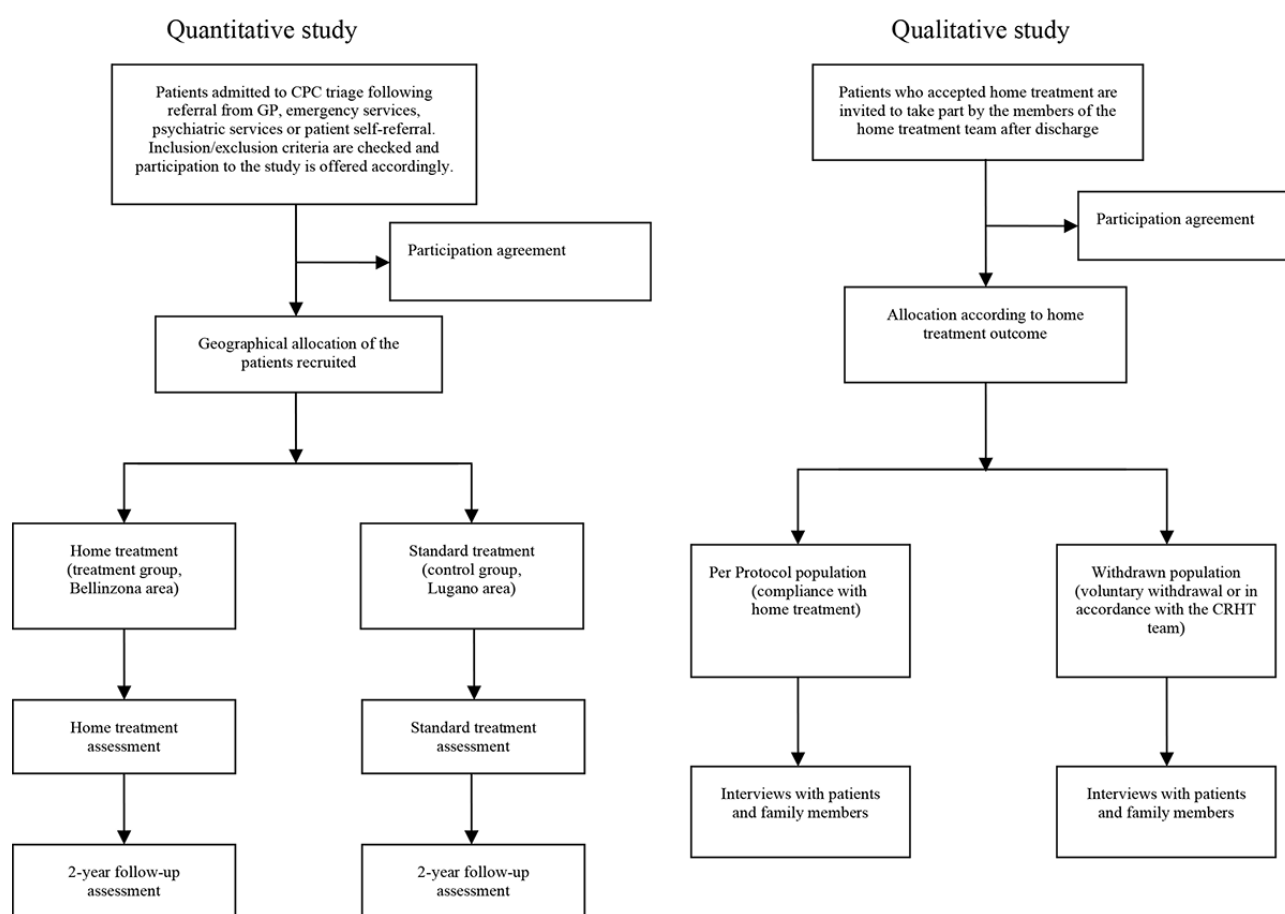 Quantitative study
Patients admitted to CPC triage following
referral from GP, emergency services,
psychiatric services or patient self-referral.
Inclusion/exclusion criteria are checked and
participation to the study is offered accordingly.
Participation agreement
Geographical allocation of the
patients recruited
Home treatment
(treatment group,
Bellinzona area)
Standard treatment
(control group,
Lugano area)
Home treatment
assessment
Standard treatment
assessment
2-year follow-up
assessment
2-year follow-up
assessment
Qualitative study
Patients who accepted home treatment are
invited to take part by the members of
the home treatment team after discharge
Participation agreement
Allocation according to home
treatment outcome
Per Protocol population
(compliance with
home treatment)
Withdrawn population
(voluntary withdrawal or in
accordance with the CRHT
team)
Interviews with patients
and family members
Interviews with patients
and family members